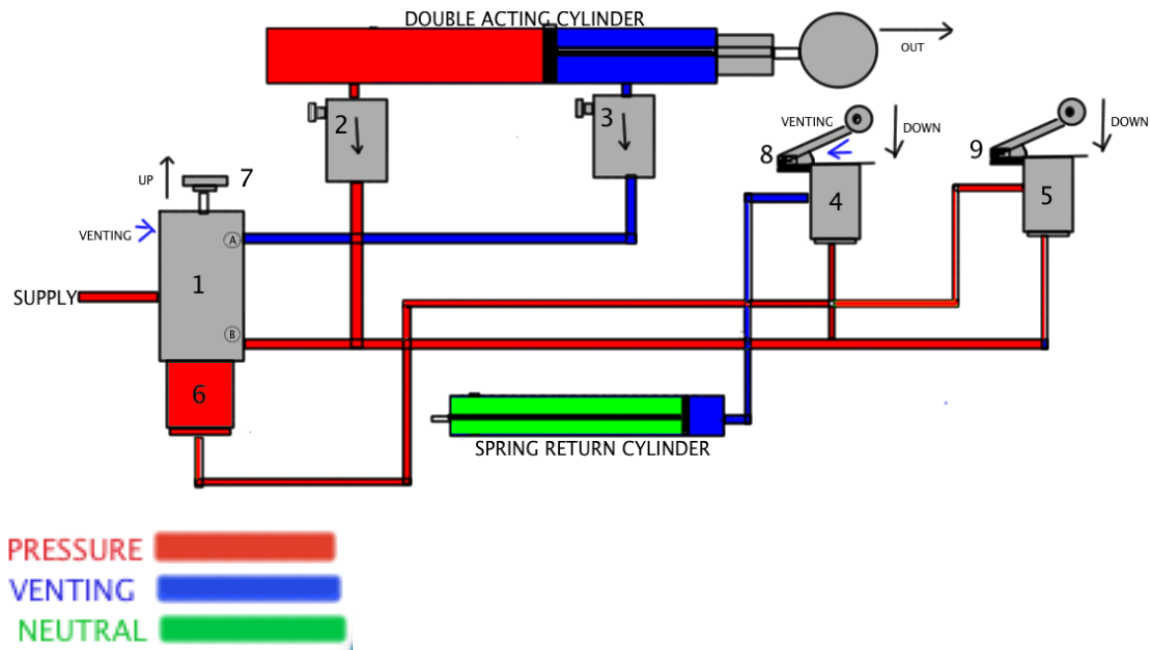 DOUBLE ACTING CYLINDER
OUT
2
3
VENTING
DOWN
DOWN
8
9
UP
7
4
5
VENTING
A
1
SUPPLY
B
6
SPRING RETURN CYLINDER
PRESSURE
VENTING
NEUTRAL